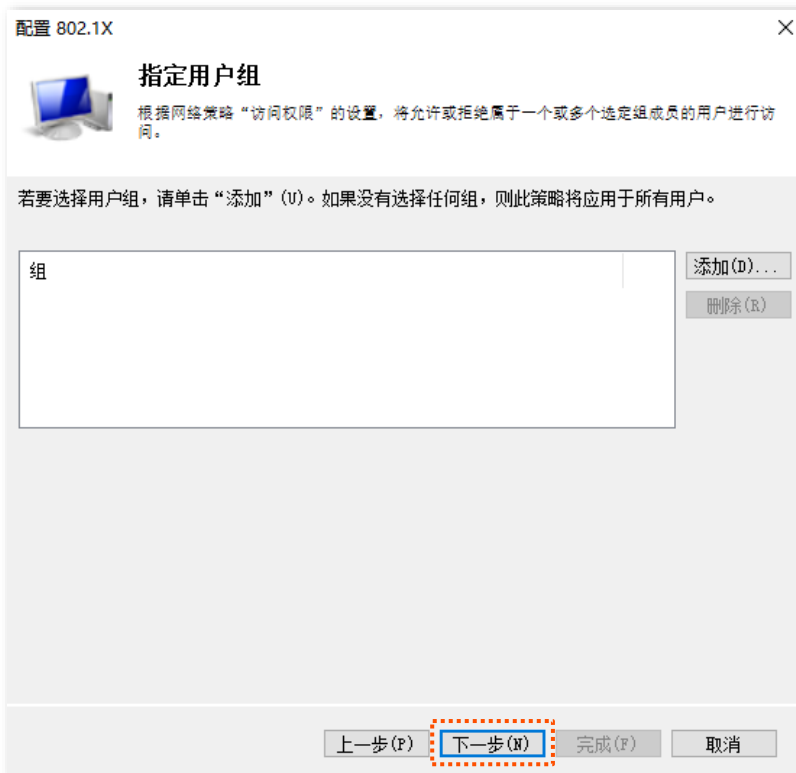 配置 802.1X
指定用户组
根据网络策略“访问权限”的设置，将允许或拒绝属于一个或多个选定组成员的用户进行访
问。
若要选择用户组，请单击“添加”(U)。如果没有选择任何组，则此策略将应用于所有用户。
组
添加(D)...
删除(R)
上一步(P) 下一步(N) 完成(F) 取消